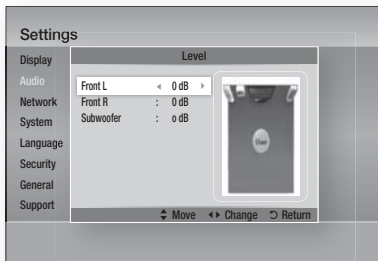 Settings
Display
Audio
Network
System
Language
Security
General
Support
Level
Front L ◀ 0 dB ▶
Front R : 0 dB
Subwoofer : o dB
Move Change Return